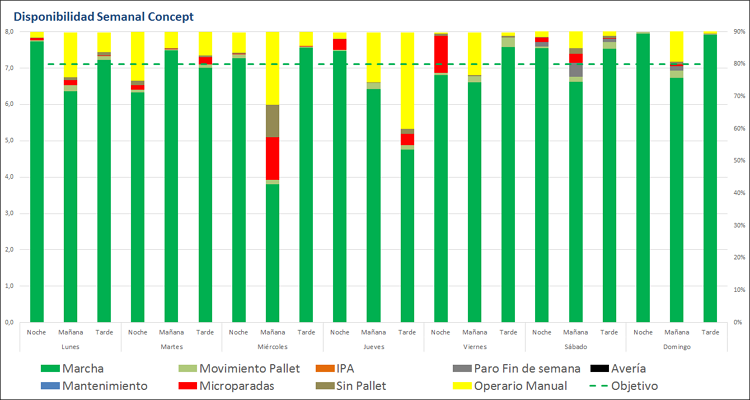 Disponibilidad Semanal Concept
8,0 90%
7,0 80%
6,0 70%
5,0 60%
4,0 50%
3,0 40%
2,0 30%
1,0 20%
0,0 10%
0%
Noche Mañana Tarde Noche Mañana Tarde Noche Mañana Tarde Noche Mañana Tarde Noche Mañana Tarde Noche Mañana Tarde Noche Mañana Tarde
Lunes Martes Miércoles Jueves Viernes Sábado Domingo
Marcha Movimiento Pallet IPA Paro Fin de semana Avería
Mantenimiento Microparadas Sin Pallet Operario Manual Objetivo